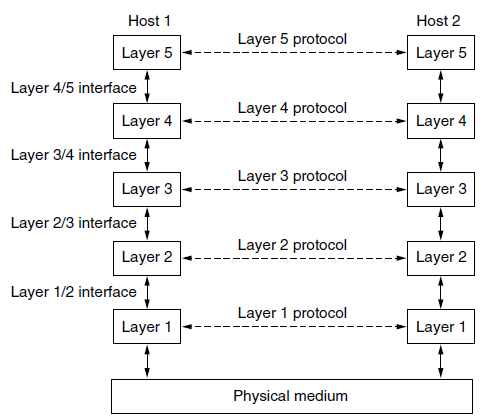 Host 1
Host 2
Layer 5 protocol
Layer 5
Layer 5
Layer 4/5 interface
Layer 4 protocol
Layer 4
Layer 4
Layer 3/4 interface
Layer 3 protocol
Layer 3
Layer 3
Layer 2/3 interface
Layer 2 protocol
Layer 2
Layer 2
Layer 1/2 interface
Layer 1 protocol
Layer 1
Layer 1
Physical medium